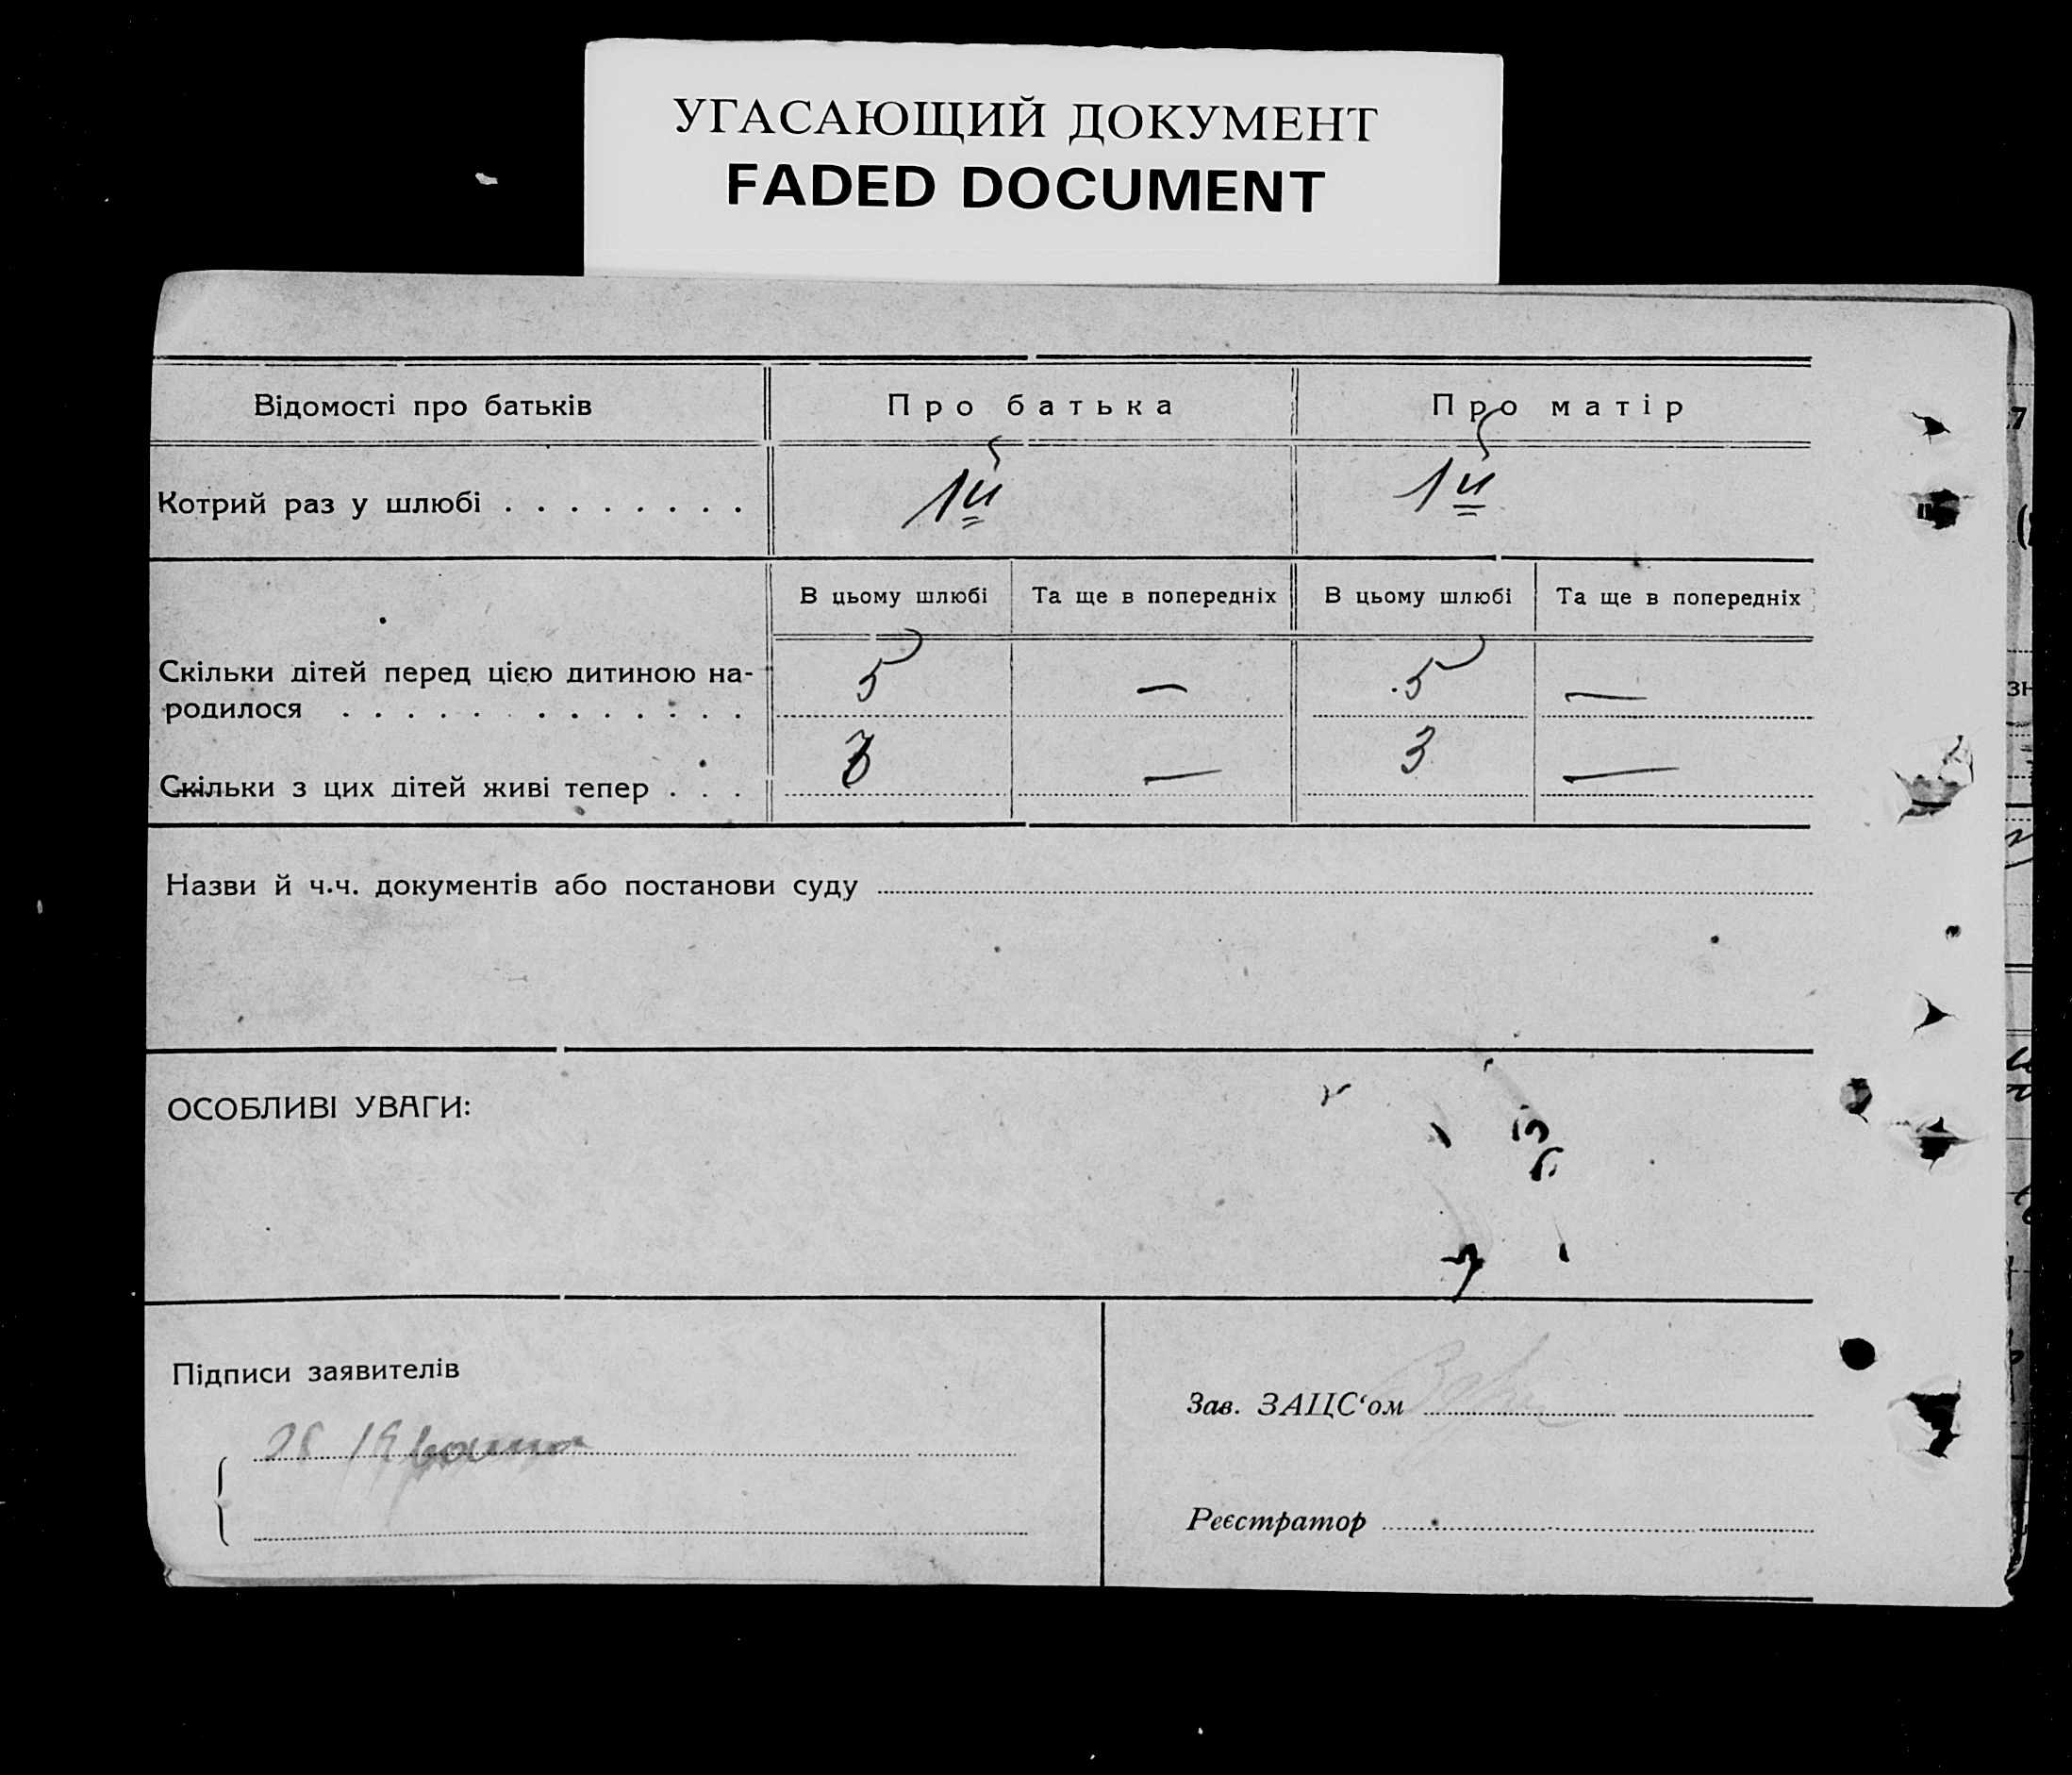 УГАСАЮЩИЙ ДОКУМЕНТ
FADED DOCUMENT
Відомості про батьків Про батька Про матір
Котрий раз у шлюбі . . . . . . . . 1й 1й
В цьому шлюбі Та ще в попередніх В цьому шлюбі Та ще в попередніх
Скільки дітей перед цією дитиною на-
родилося . . . . . . . . . . . . 5 — 5 —
Скільки з цих дітей живі тепер . . . 3 — 3 —
Назви й ч.ч. документів або постанови суду
ОСОБЛИВІ УВАГИ:
Підписи заявителів
Зав. ЗАЦС‘ом
Реєстратор